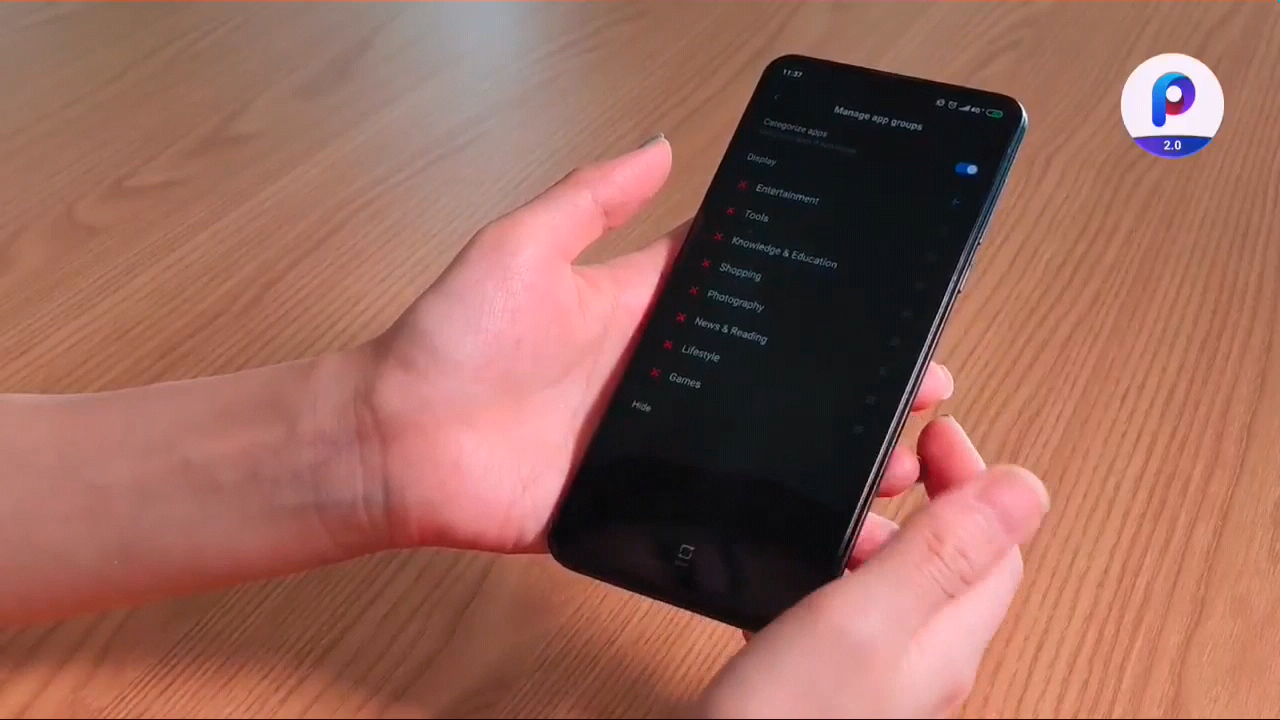 11:37
4G+
Manage app groups
Categorize apps
Display
Entertainment
Tools
Knowledge & Education
Shopping
Photography
News & Reading
Lifestyle
Games
Hide
2.0